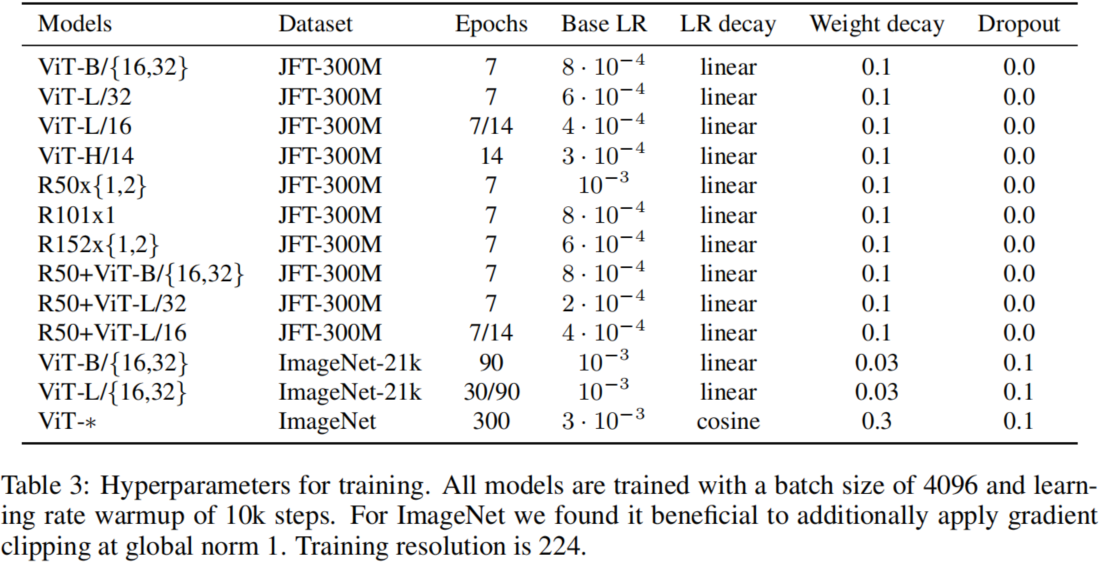 Models Dataset Epochs Base LR LR decay Weight decay Dropout
ViT-B/{16,32} JFT-300M 7 8 · 10⁻⁴ linear 0.1 0.0
ViT-L/32 JFT-300M 7 6 · 10⁻⁴ linear 0.1 0.0
ViT-L/16 JFT-300M 7/14 4 · 10⁻⁴ linear 0.1 0.0
ViT-H/14 JFT-300M 14 3 · 10⁻⁴ linear 0.1 0.0
R50x{1,2} JFT-300M 7 10⁻³ linear 0.1 0.0
R101x1 JFT-300M 7 8 · 10⁻⁴ linear 0.1 0.0
R152x{1,2} JFT-300M 7 6 · 10⁻⁴ linear 0.1 0.0
R50+ViT-B/{16,32} JFT-300M 7 8 · 10⁻⁴ linear 0.1 0.0
R50+ViT-L/32 JFT-300M 7 2 · 10⁻⁴ linear 0.1 0.0
R50+ViT-L/16 JFT-300M 7/14 4 · 10⁻⁴ linear 0.1 0.0
ViT-B/{16,32} ImageNet-21k 90 10⁻³ linear 0.03 0.1
ViT-L/{16,32} ImageNet-21k 30/90 10⁻³ linear 0.03 0.1
ViT-∗ ImageNet 300 3 · 10⁻³ cosine 0.3 0.1
Table 3: Hyperparameters for training. All models are trained with a batch size of 4096 and learn-
ing rate warmup of 10k steps. For ImageNet we found it beneficial to additionally apply gradient
clipping at global norm 1. Training resolution is 224.